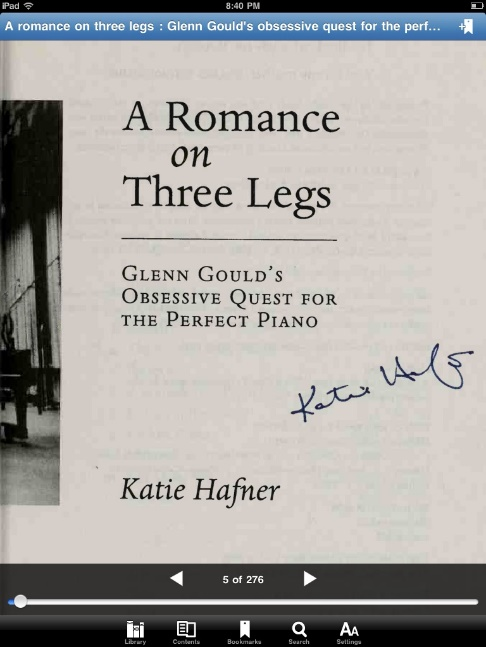 iPad 8:40 PM
A romance on three legs : Glenn Gould's obsessive quest for the perf...
A Romance
on
Three Legs
GLENN GOULD'S
OBSESSIVE QUEST FOR
THE PERFECT PIANO
Katie Hafner
Katie Hafner
5 of 276
Library Contents Bookmarks Search AA Settings